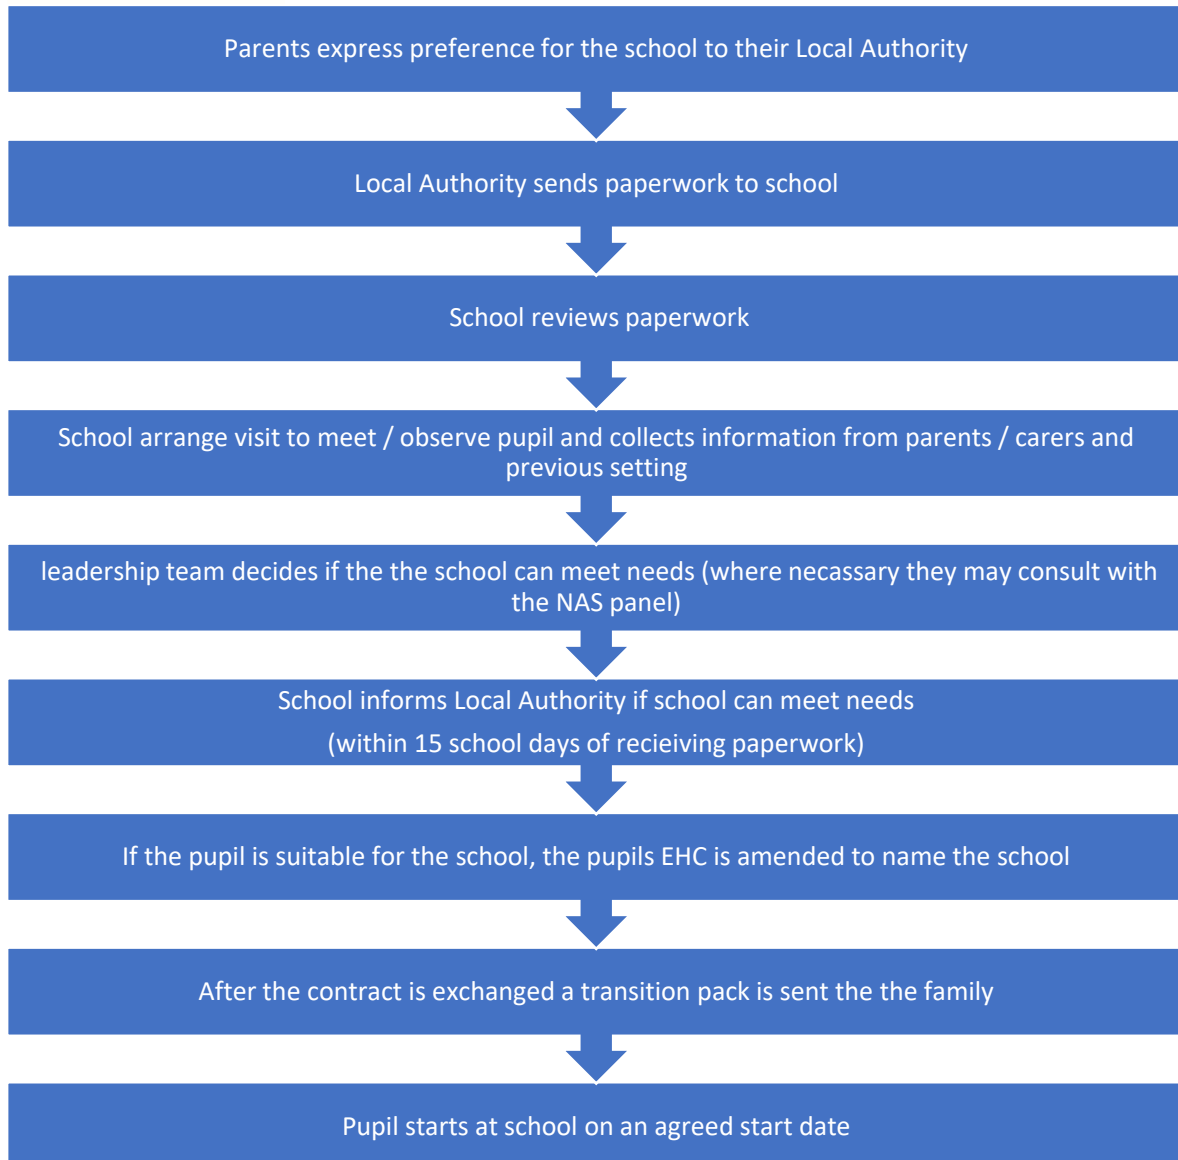 Parents express preference for the school to their Local Authority
Local Authority sends paperwork to school
School reviews paperwork
School arrange visit to meet / observe pupil and collects information from parents / carers and
previous setting
leadership team decides if the the school can meet needs (where necassary they may consult with
the NAS panel)
School informs Local Authority if school can meet needs
(within 15 school days of recieiving paperwork)
If the pupil is suitable for the school, the pupils EHC is amended to name the school
After the contract is exchanged a transition pack is sent the the family
Pupil starts at school on an agreed start date